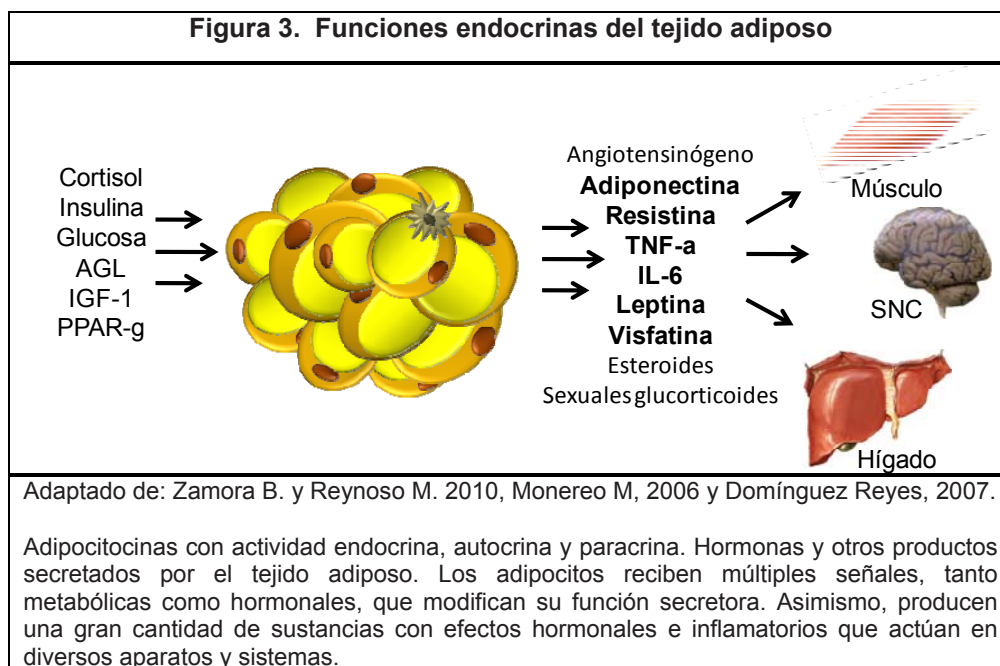 Figura 3. Funciones endocrinas del tejido adiposo
Cortisol
Insulina
Glucosa
AGL
IGF-1
PPAR-g
Angiotensinógeno
Adiponectina
Resistina
TNF-a
IL-6
Leptina
Visfatina
Esteroides
Sexuales glucorticoides
Músculo
SNC
Hígado
Adaptado de: Zamora B. y Reynoso M. 2010, Monereo M, 2006 y Domínguez Reyes, 2007.
Adipocitocinas con actividad endocrina, autocrina y paracrina. Hormonas y otros productos
secretados por el tejido adiposo. Los adipocitos reciben múltiples señales, tanto
metabólicas como hormonales, que modifican su función secretora. Asimismo, producen
una gran cantidad de sustancias con efectos hormonales e inflamatorios que actúan en
diversos aparatos y sistemas.